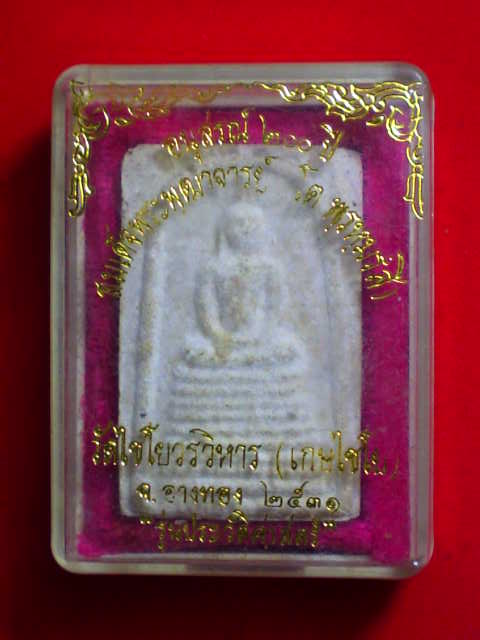 อนุสรณ์ ๒๐๐ ปี
สมเด็จพระพุฒาจารย์ (โต พฺรหฺมรํสี)
วัดไชโยวรวิหาร (เกษไชโย)
จ.อ่างทอง ๒๕๓๑
"รุ่นประวัติศาสตร์"